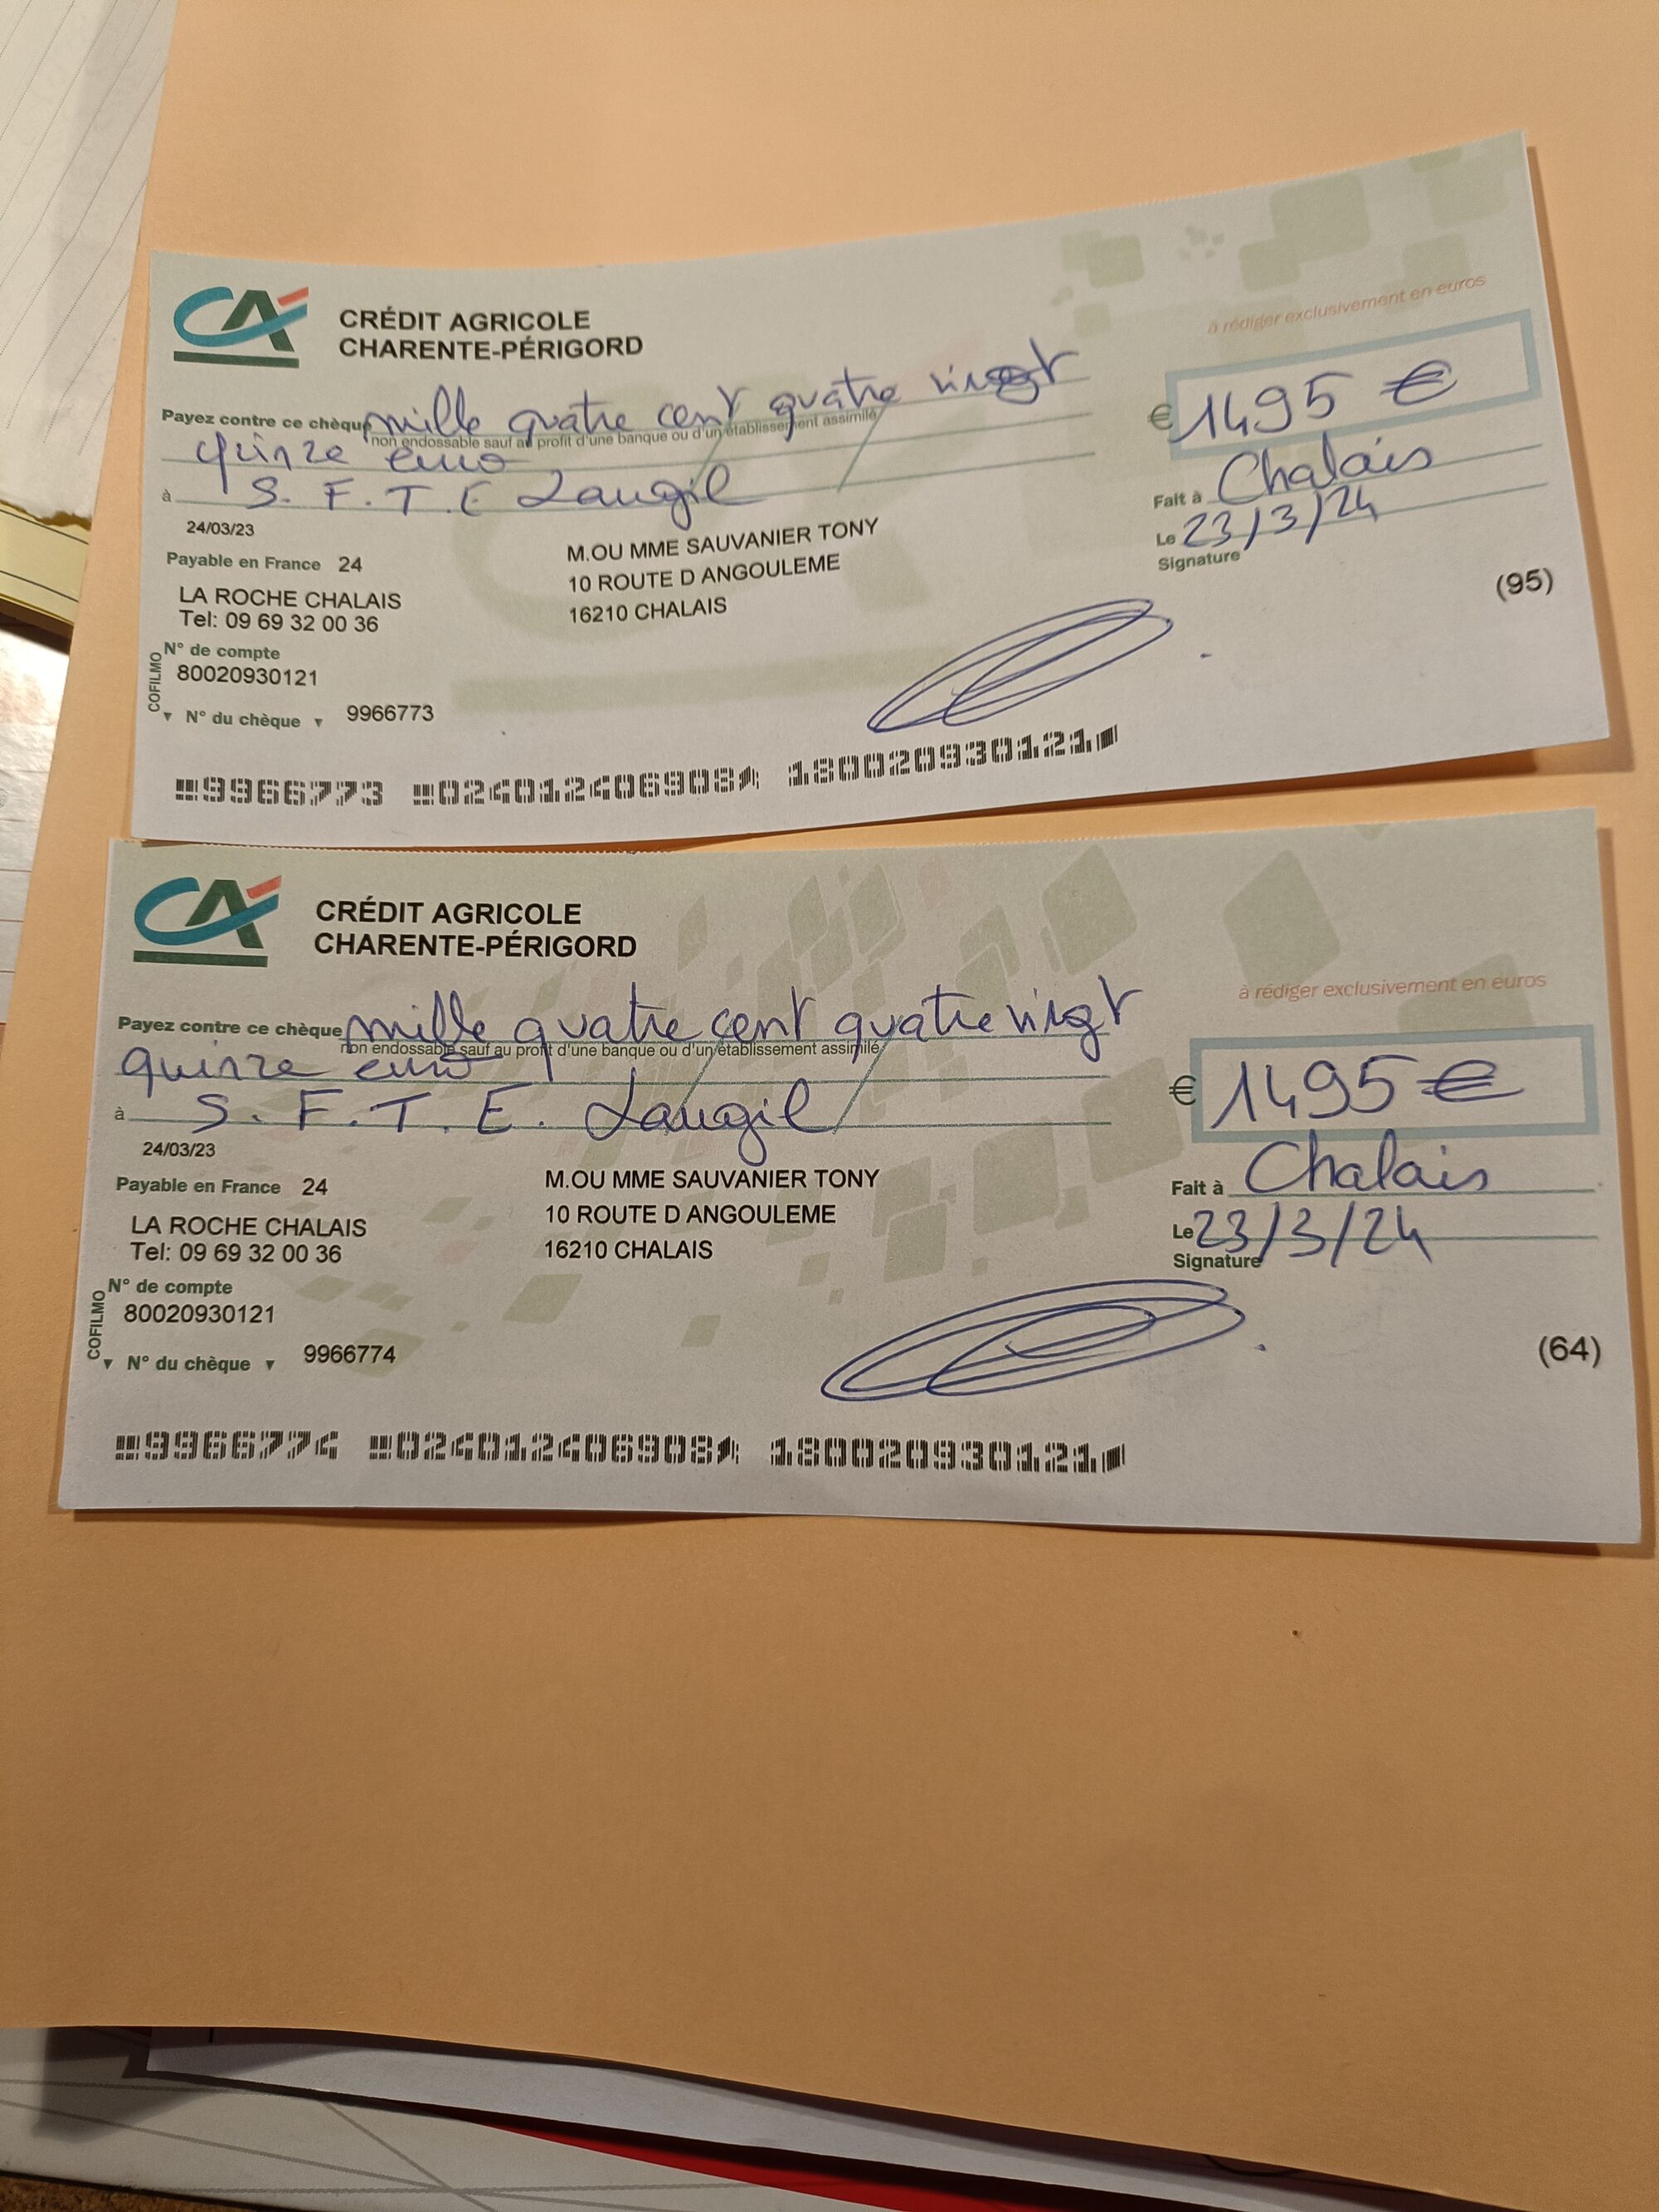 CA
CRÉDIT AGRICOLE
CHARENTE-PÉRIGORD
à rédiger exclusivement en euros
Payez contre ce chèque mille quatre cent quatre vingt
non endossable sauf au profit d'une banque ou d'un établissement assimilé
€ 1495 €
quinze euro
à S. F. T. E Laugil
Fait à Chalais
24/03/23
Le 23/3/24
Payable en France 24
M.OU MME SAUVANIER TONY
Signature
LA ROCHE CHALAIS
10 ROUTE D ANGOULEME
(95)
Tel: 09 69 32 00 36
16210 CHALAIS
COFILMO
N° de compte
80020930121
N° du chèque 9966773
9966773 024012406908 180020930121
CA
CRÉDIT AGRICOLE
CHARENTE-PÉRIGORD
à rédiger exclusivement en euros
Payez contre ce chèque mille quatre cent quatre vingt
non endossable sauf au profit d'une banque ou d'un établissement assimilé
quinze euro
€ 1495 €
à S. F. T. E. Laugil
Fait à Chalais
24/03/23
Le 23/3/24
Payable en France 24
M.OU MME SAUVANIER TONY
Signature
LA ROCHE CHALAIS
10 ROUTE D ANGOULEME
Tel: 09 69 32 00 36
16210 CHALAIS
COFILMO
N° de compte
80020930121
(64)
N° du chèque 9966774
9966774 024012406908 180020930121